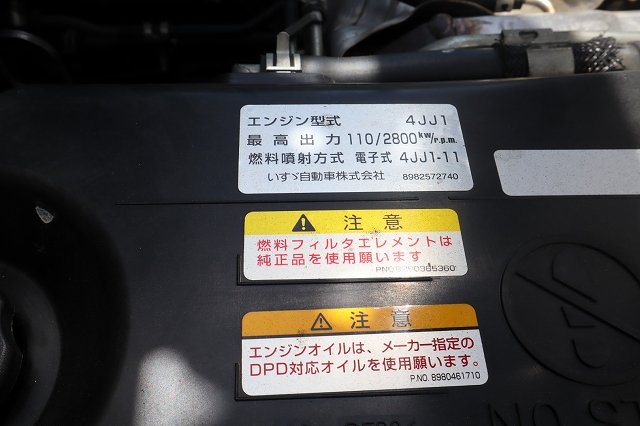 エンジン型式 4JJ1
最高出力 110/2800kw/r.p.m.
燃料噴射方式 電子式 4JJ1-11
いすゞ自動車株式会社 8982572740
注意
燃料フィルタエレメントは
純正品を使用願います
注意
エンジンオイルは、メーカー指定の
DPD対応オイルを使用願います。
P.NO. 8980461710